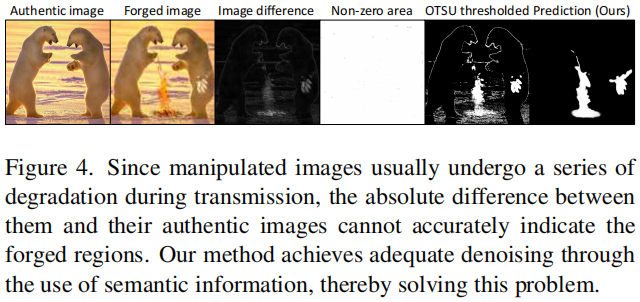 Authentic image Forged image Image difference Non-zero area OTSU thresholded Prediction (Ours)
Figure 4. Since manipulated images usually undergo a series of
degradation during transmission, the absolute difference between
them and their authentic images cannot accurately indicate the
forged regions. Our method achieves adequate denoising through
the use of semantic information, thereby solving this problem.